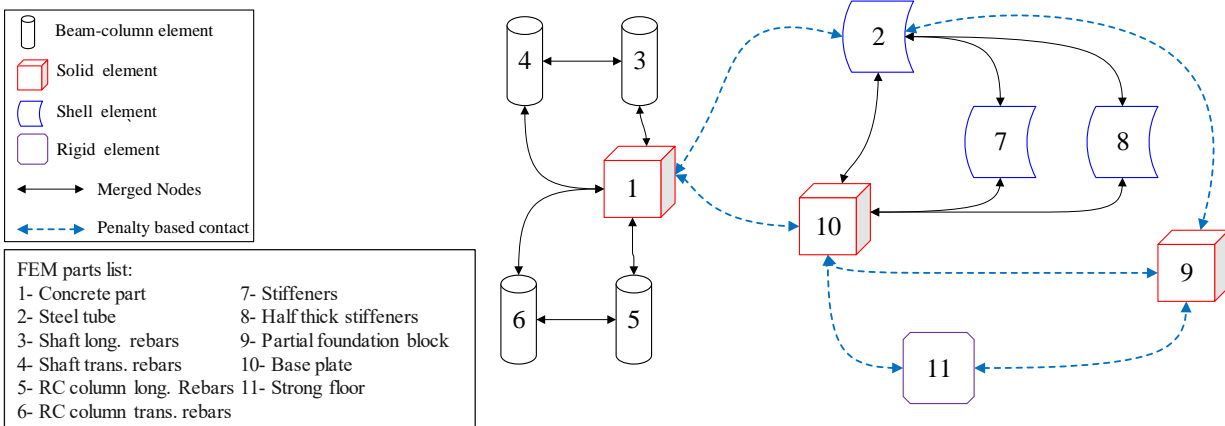 Beam-column element
Solid element
Shell element
`
Rigid element
Merged Nodes
Penalty based contact
FEM parts list:
1- Concrete part
2- Steel tube
3- Shaft long. rebars
4- Shaft trans. rebars
5- RC column long. Rebars
6- RC column trans. rebars
7- Stiffeners
8- Half thick stiffeners
9- Partial foundation block
10- Base plate
11- Strong floor
4
3
2
7
8
1
10
9
6
5
11